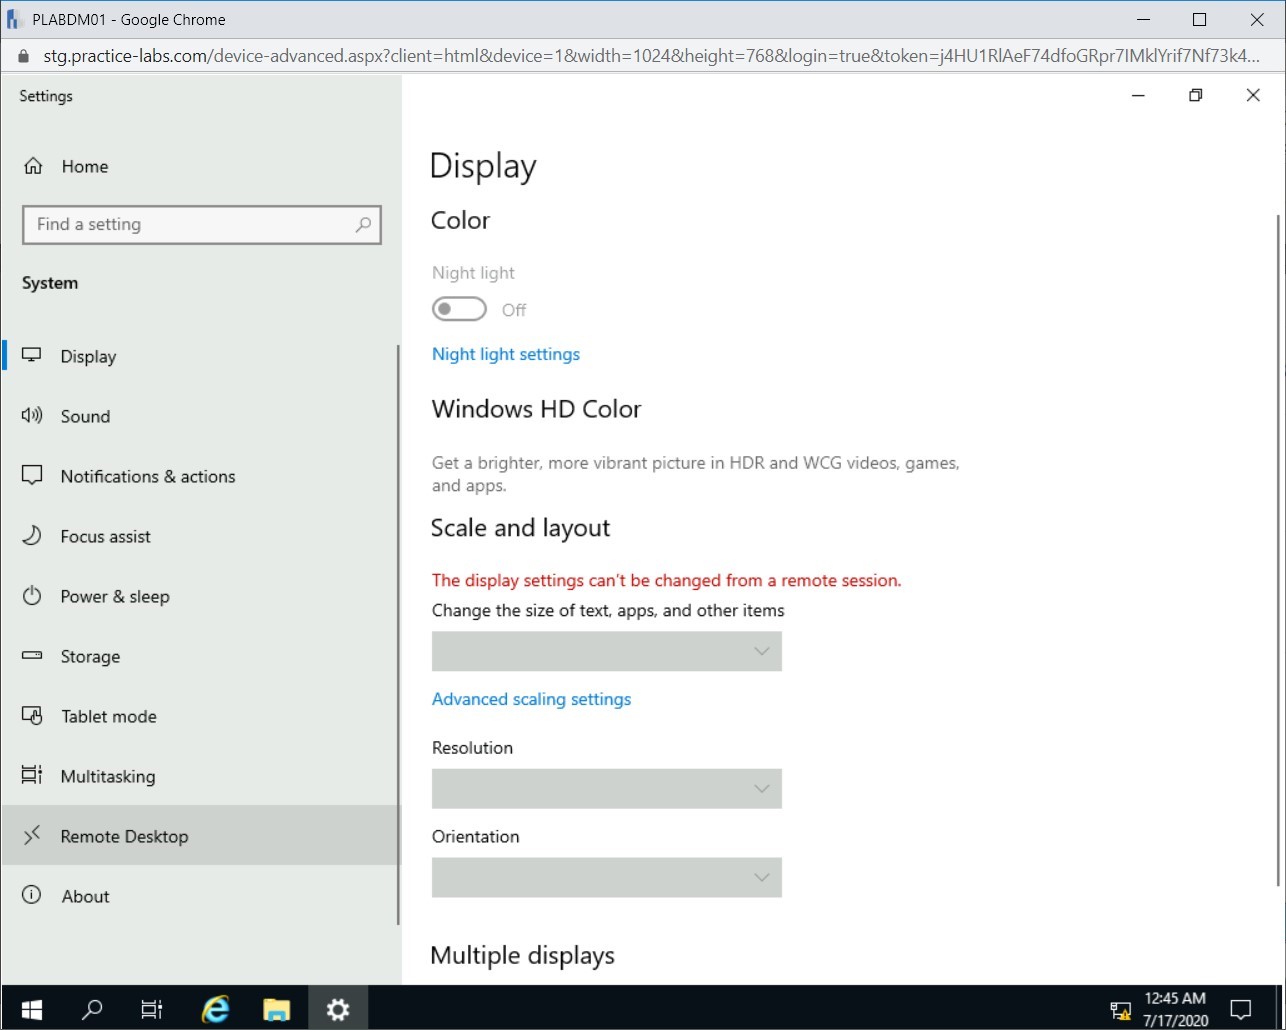 PLABDM01 - Google Chrome
stg.practice-labs.com/device-advanced.aspx?client=html&device=1&width=1024&height=768&login=true&token=j4HU1RlAeF74dfoGRpr7IMklYrif7Nf73k4...
Settings
Home
Find a setting
System
Display
Sound
Notifications & actions
Focus assist
Power & sleep
Storage
Tablet mode
Multitasking
Remote Desktop
About
Display
Color
Night light
Off
Night light settings
Windows HD Color
Get a brighter, more vibrant picture in HDR and WCG videos, games,
and apps.
Scale and layout
The display settings can't be changed from a remote session.
Change the size of text, apps, and other items
Advanced scaling settings
Resolution
Orientation
Multiple displays
12:45 AM
7/17/2020